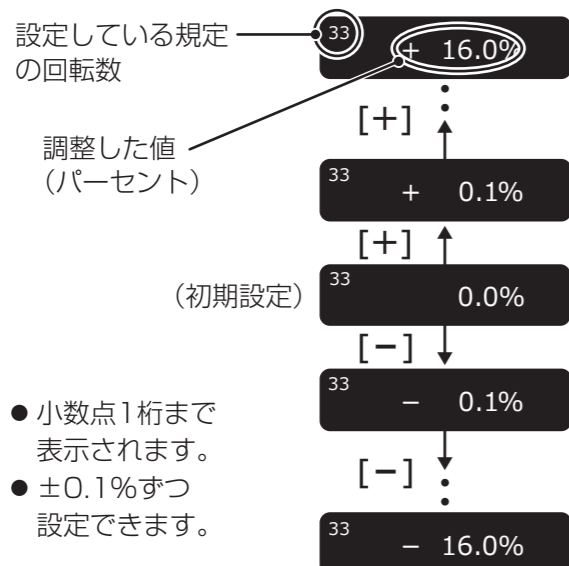 設定している規定
の回転数
33
+ 16.0%
[+]
調整した値
（パーセント）
33
+ 0.1%
[+]
（初期設定）
33
0.0%
[−]
33
− 0.1%
[−]
● 小数点1桁まで
表示されます。
● ±0.1%ずつ
設定できます。
33
− 16.0%